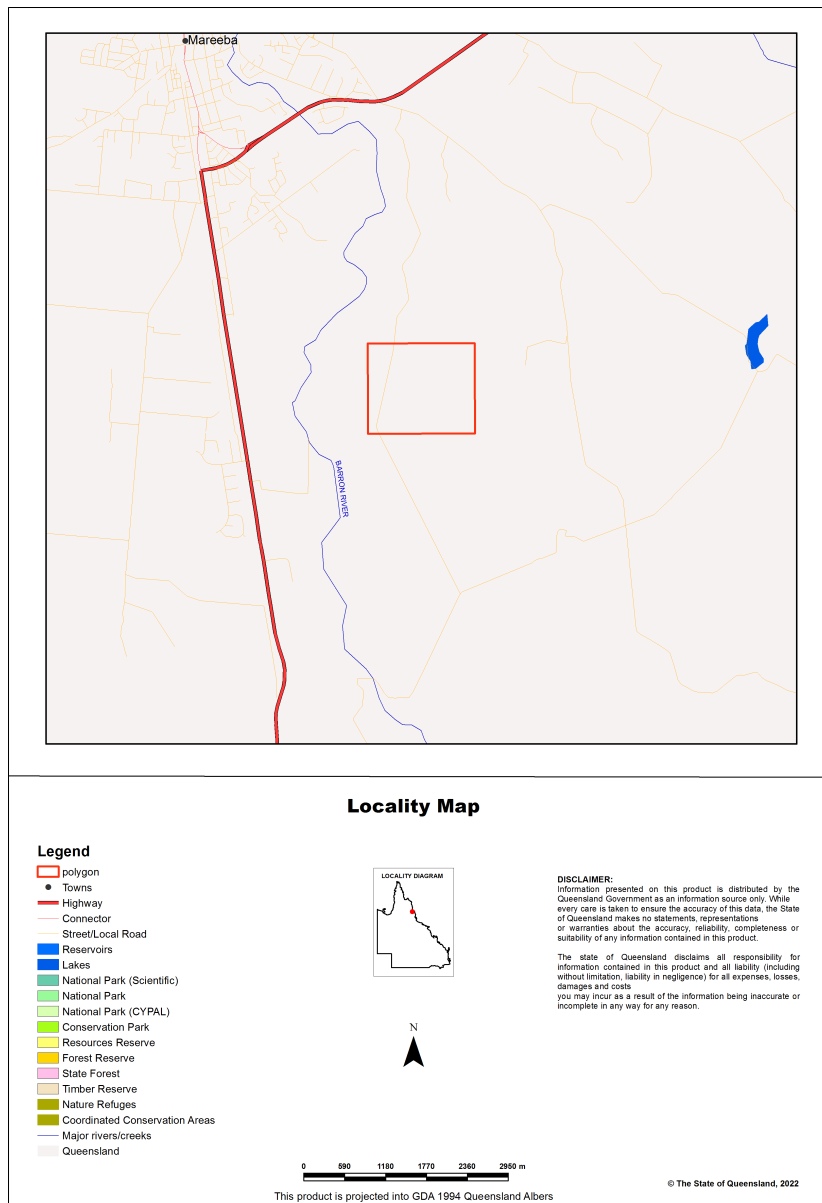 Mareeba
BARRON RIVER
Locality Map
Legend
polygon
Towns
Highway
Connector
Street/Local Road
Reservoirs
Lakes
National Park (Scientific)
National Park
National Park (CYPAL)
Conservation Park
Resources Reserve
Forest Reserve
State Forest
Timber Reserve
Nature Refuges
Coordinated Conservation Areas
Major rivers/creeks
Queensland
LOCALITY DIAGRAM
N
0 590 1180 1770 2360 2950 m
This product is projected into GDA 1994 Queensland Albers
DISCLAIMER:
Information presented on this product is distributed by the
Queensland Government as an information source only. While
every care is taken to ensure the accuracy of this data, the State
of Queensland makes no statements, representations
or warranties about the accuracy, reliability, completeness or
suitability of any information contained in this product.
The state of Queensland disclaims all responsibility for
information contained in this product and all liability (including
without limitation, liability in negligence) for all expenses, losses,
damages and costs
you may incur as a result of the information being inaccurate or
incomplete in any way for any reason.
© The State of Queensland, 2022